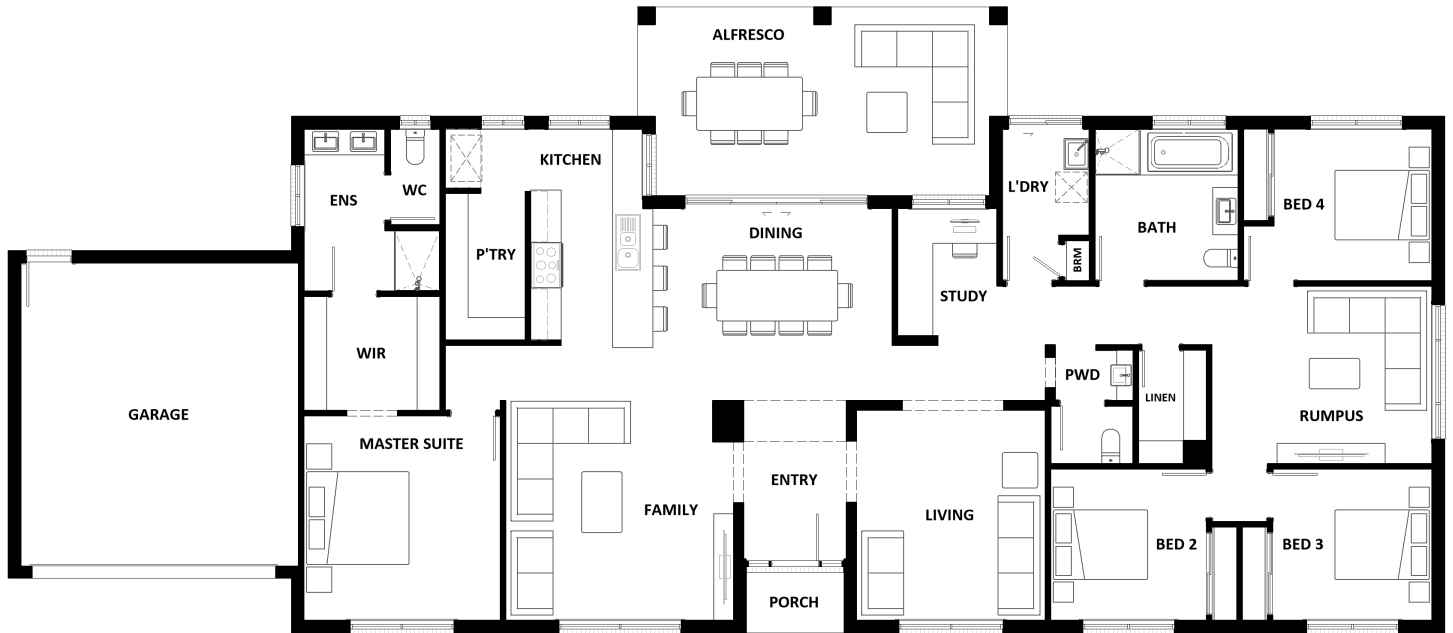 ALFRESCO
KITCHEN
WC
ENS
L'DRY
BED 4
BATH
DINING
P'TRY
BRM
STUDY
WIR
PWD
LINEN
GARAGE
RUMPUS
MASTER SUITE
ENTRY
FAMILY
LIVING
BED 2
BED 3
PORCH